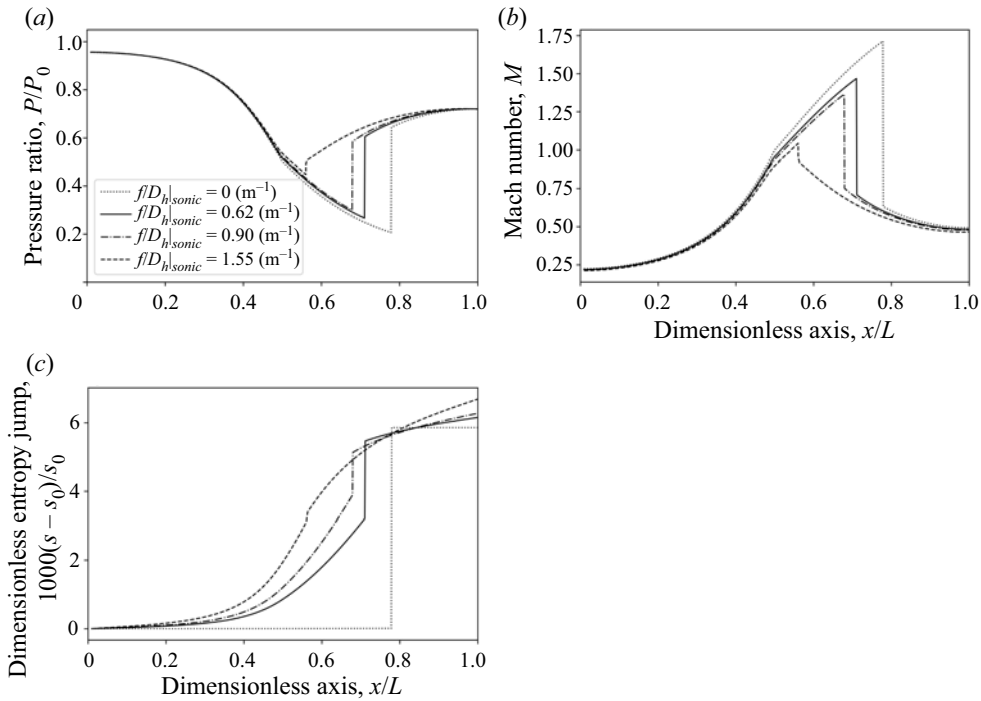 (a)
1.0
0.8
0.6
0.4
0.2
Pressure ratio, P/P0
f/Dh|sonic = 0 (m−1)
f/Dh|sonic = 0.62 (m−1)
f/Dh|sonic = 0.90 (m−1)
f/Dh|sonic = 1.55 (m−1)
0 0.2 0.4 0.6 0.8 1.0
(b)
1.75
1.50
1.25
1.00
0.75
0.50
0.25
Mach number, M
0 0.2 0.4 0.6 0.8 1.0
Dimensionless axis, x/L
(c)
6
4
2
0
Dimensionless entropy jump,
1000(s − s0)/s0
0 0.2 0.4 0.6 0.8 1.0
Dimensionless axis, x/L